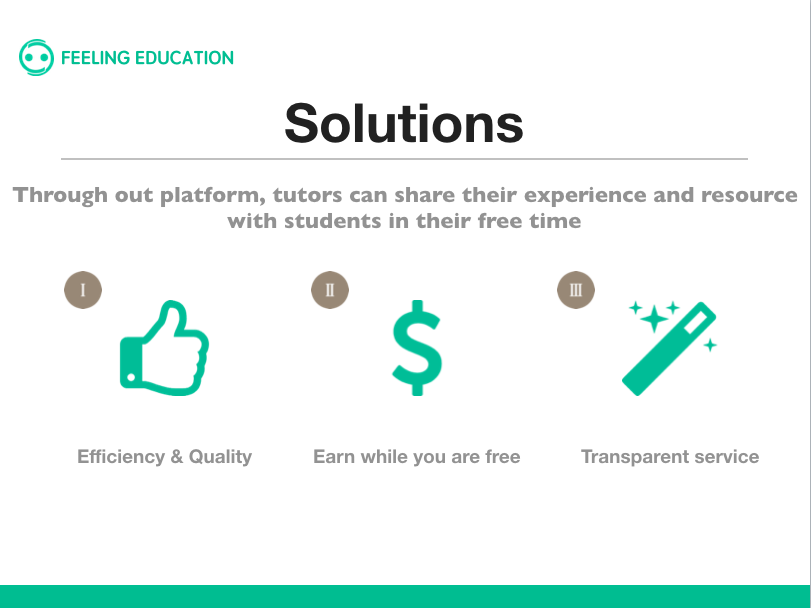 FEELING EDUCATION
Solutions
Through out platform, tutors can share their experience and resource
with students in their free time
I
II
III
Efficiency & Quality
Earn while you are free
Transparent service